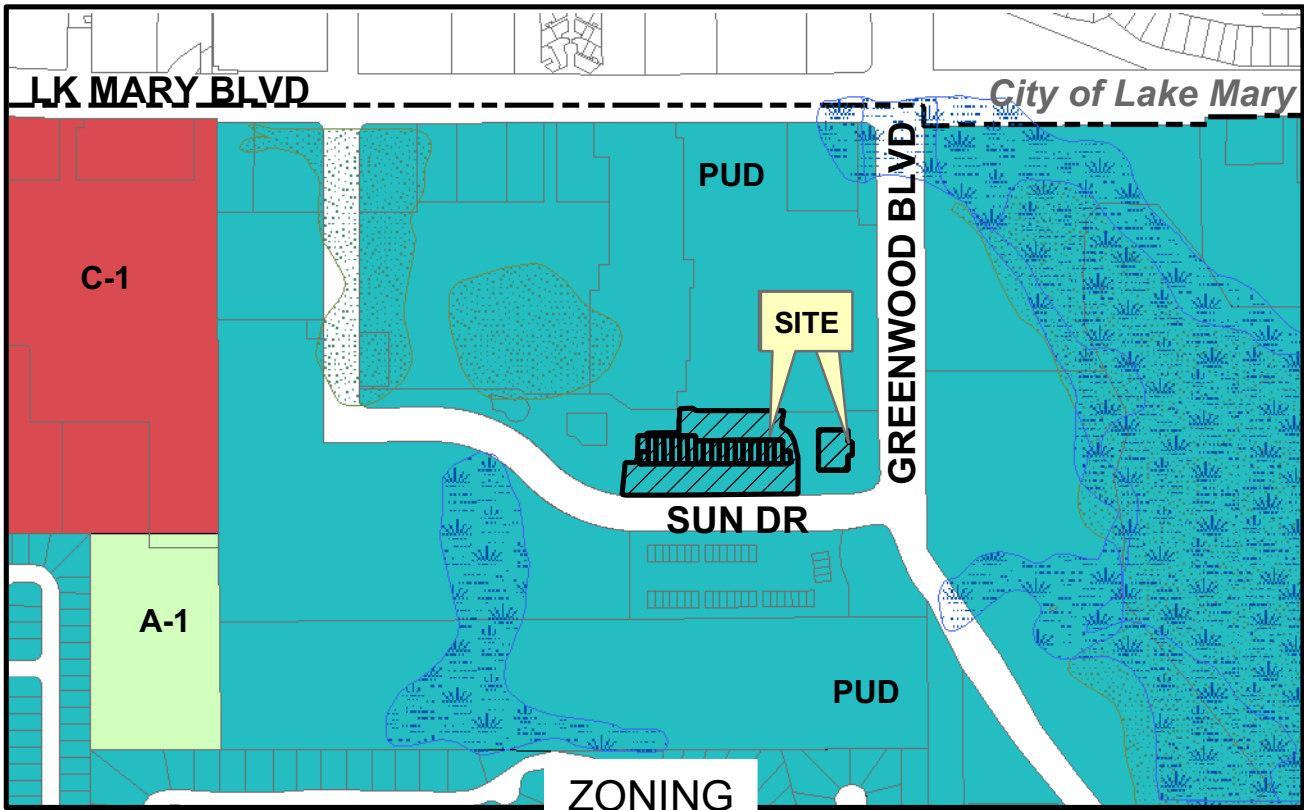 LK MARY BLVD
City of Lake Mary
PUD
GREENWOOD BLVD
C-1
SITE
SUN DR
A-1
PUD
ZONING